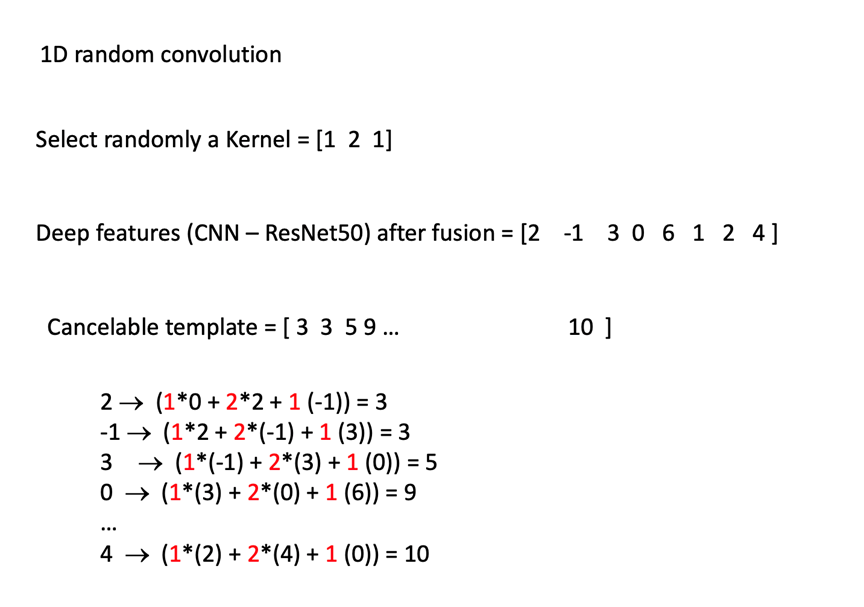 1D random convolution
Select randomly a Kernel = [1 2 1]
Deep features (CNN – ResNet50) after fusion = [2 -1 3 0 6 1 2 4 ]
Cancelable template = [ 3 3 5 9 ... 10 ]
2 → (1*0 + 2*2 + 1 (-1)) = 3
-1 → (1*2 + 2*(-1) + 1 (3)) = 3
3 → (1*(-1) + 2*(3) + 1 (0)) = 5
0 → (1*(3) + 2*(0) + 1 (6)) = 9
...
4 → (1*(2) + 2*(4) + 1 (0)) = 10